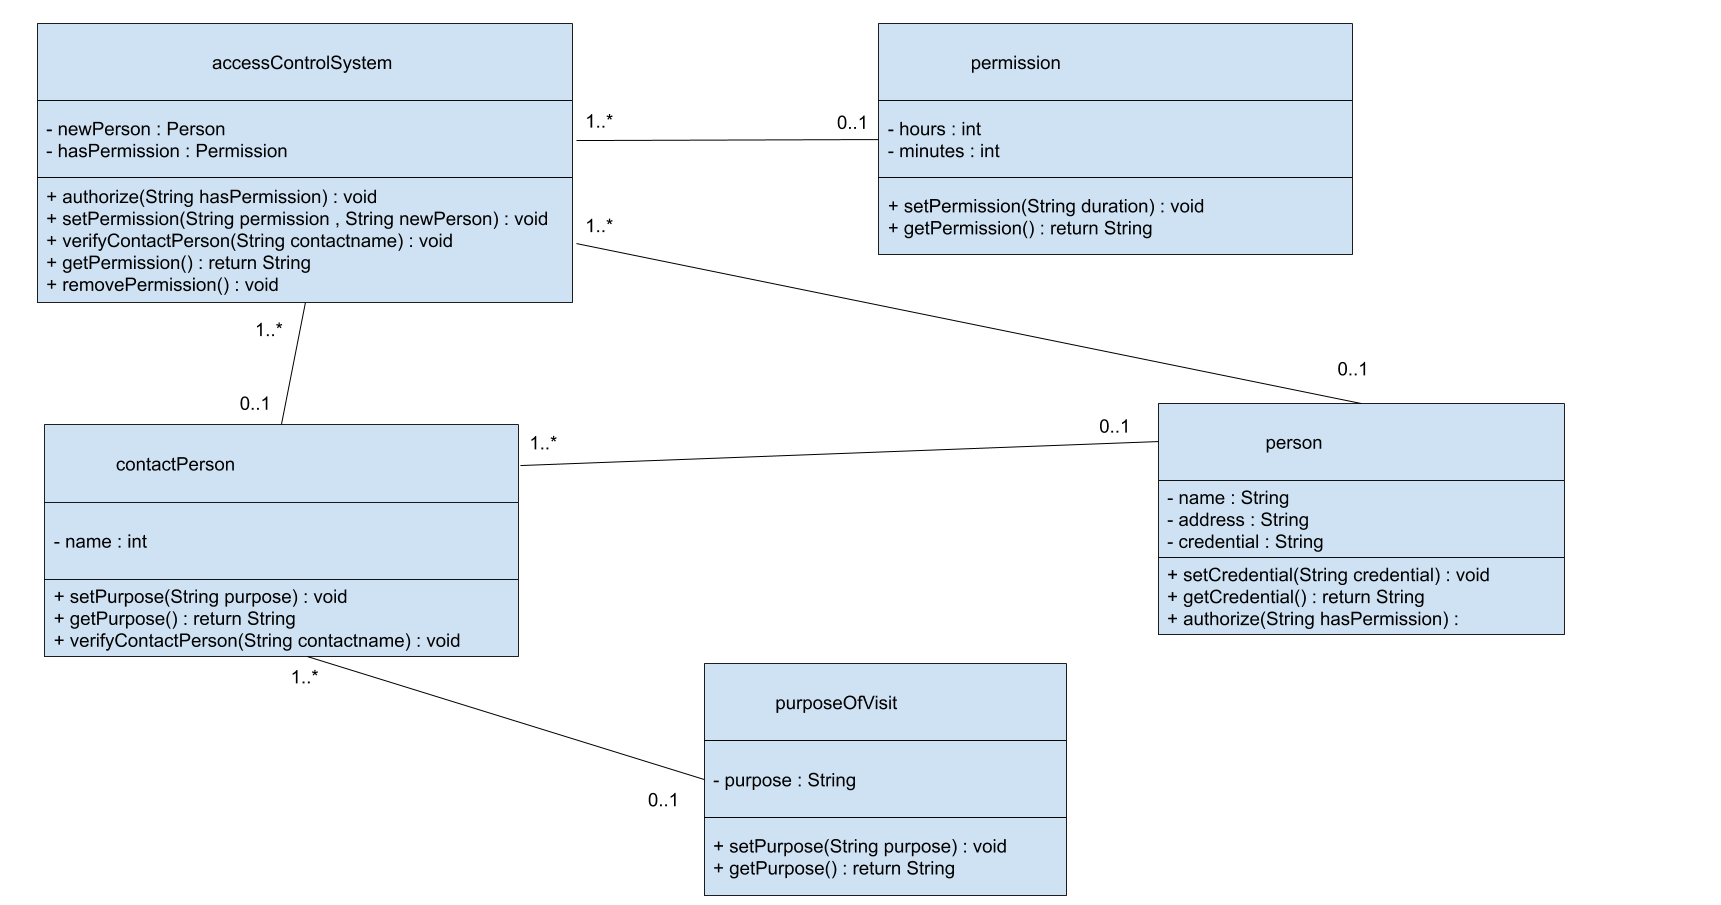 accessControlSystem
- newPerson : Person
- hasPermission : Permission
+ authorize(String hasPermission) : void
+ setPermission(String permission , String newPerson) : void
+ verifyContactPerson(String contactname) : void
+ getPermission() : return String
+ removePermission() : void
1..*
0..1
permission
- hours : int
- minutes : int
+ setPermission(String duration) : void
+ getPermission() : return String
1..*
0..1
1..*
0..1
contactPerson
- name : int
+ setPurpose(String purpose) : void
+ getPurpose() : return String
+ verifyContactPerson(String contactname) : void
1..*
0..1
person
- name : String
- address : String
- credential : String
+ setCredential(String credential) : void
+ getCredential() : return String
+ authorize(String hasPermission) :
1..*
0..1
purposeOfVisit
- purpose : String
+ setPurpose(String purpose) : void
+ getPurpose() : return String